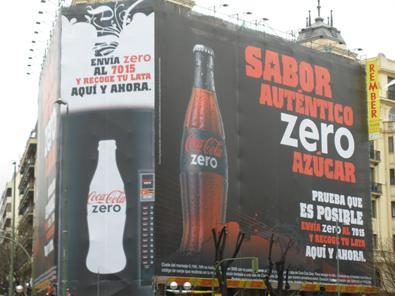 ENVÍA zero
AL 7015
Y RECOGE TU LATA
AQUÍ Y AHORA.
Coca-Cola
zero
Coca-Cola
zero
SABOR
AUTÉNTICO
zero
AZÚCAR
PRUEBA QUE
ES POSIBLE
ENVÍA zero AL 7015
Y RECOGE TU LATA
AQUÍ Y AHORA.
REMBER